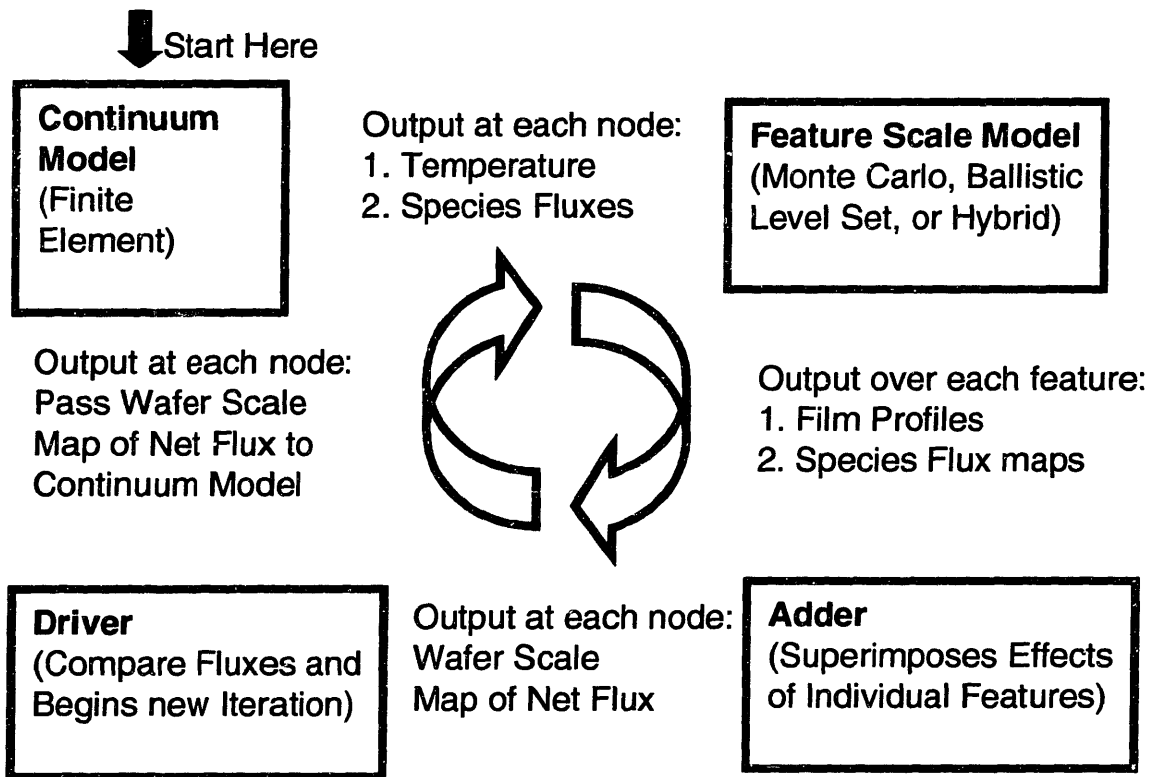 Start Here
Continuum
Model
(Finite
Element)
Output at each node:
1. Temperature
2. Species Fluxes
Feature Scale Model
(Monte Carlo, Ballistic
Level Set, or Hybrid)
Output at each node:
Pass Wafer Scale
Map of Net Flux to
Continuum Model
Output over each feature:
1. Film Profiles
2. Species Flux maps
Driver
(Compare Fluxes and
Begins new Iteration)
Output at each node:
Wafer Scale
Map of Net Flux
Adder
(Superimposes Effects
of Individual Features)